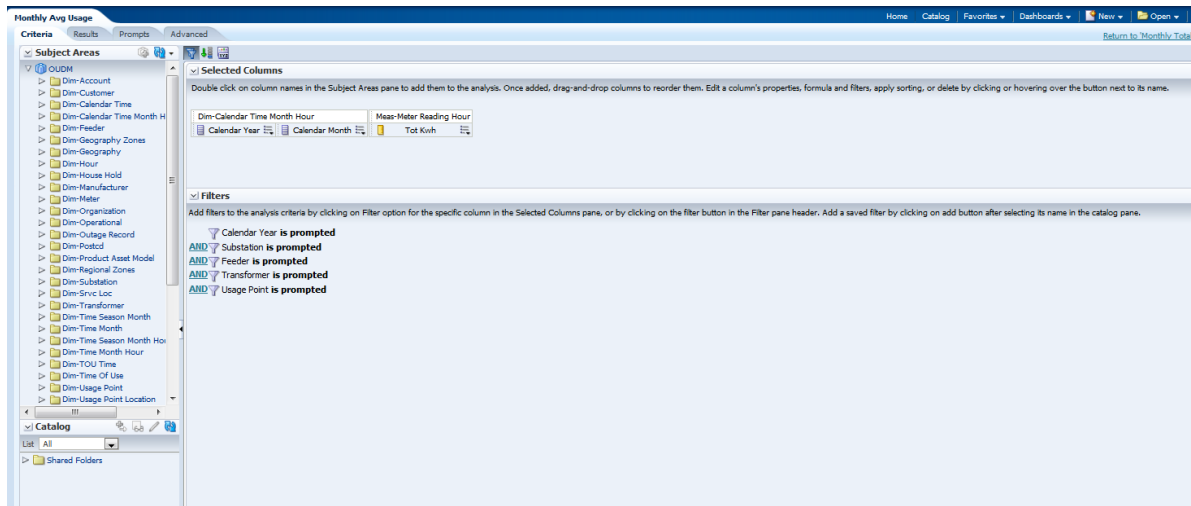 Monthly Avg Usage
Home Catalog Favorites Dashboards New Open
Criteria Results Prompts Advanced
Return to 'Monthly Tota
Subject Areas
OUDM
Dim-Account
Dim-Customer
Dim-Calendar Time
Dim-Calendar Time Month H
Dim-Feeder
Dim-Geography Zones
Dim-Geography
Dim-Hour
Dim-House Hold
Dim-Manufacturer
Dim-Meter
Dim-Organization
Dim-Operational
Dim-Outage Record
Dim-Postcd
Dim-Product Asset Model
Dim-Regional Zones
Dim-Substation
Dim-Srvc Loc
Dim-Transformer
Dim-Time Season Month
Dim-Time Month
Dim-Time Season Month Hou
Dim-Time Month Hour
Dim-TOU Time
Dim-Time Of Use
Dim-Usage Point
Dim-Usage Point Location
Catalog
List All
Shared Folders
Selected Columns
Double click on column names in the Subject Areas pane to add them to the analysis. Once added, drag-and-drop columns to reorder them. Edit a column's properties, formula and filters, apply sorting, or delete by clicking or hovering over the button next to its name.
Dim-Calendar Time Month Hour Meas-Meter Reading Hour
Calendar Year Calendar Month Tot Kwh
Filters
Add filters to the analysis criteria by clicking on Filter option for the specific column in the Selected Columns pane, or by clicking on the filter button in the Filter pane header. Add a saved filter by clicking on add button after selecting its name in the catalog pane.
Calendar Year is prompted
AND Substation is prompted
AND Feeder is prompted
AND Transformer is prompted
AND Usage Point is prompted